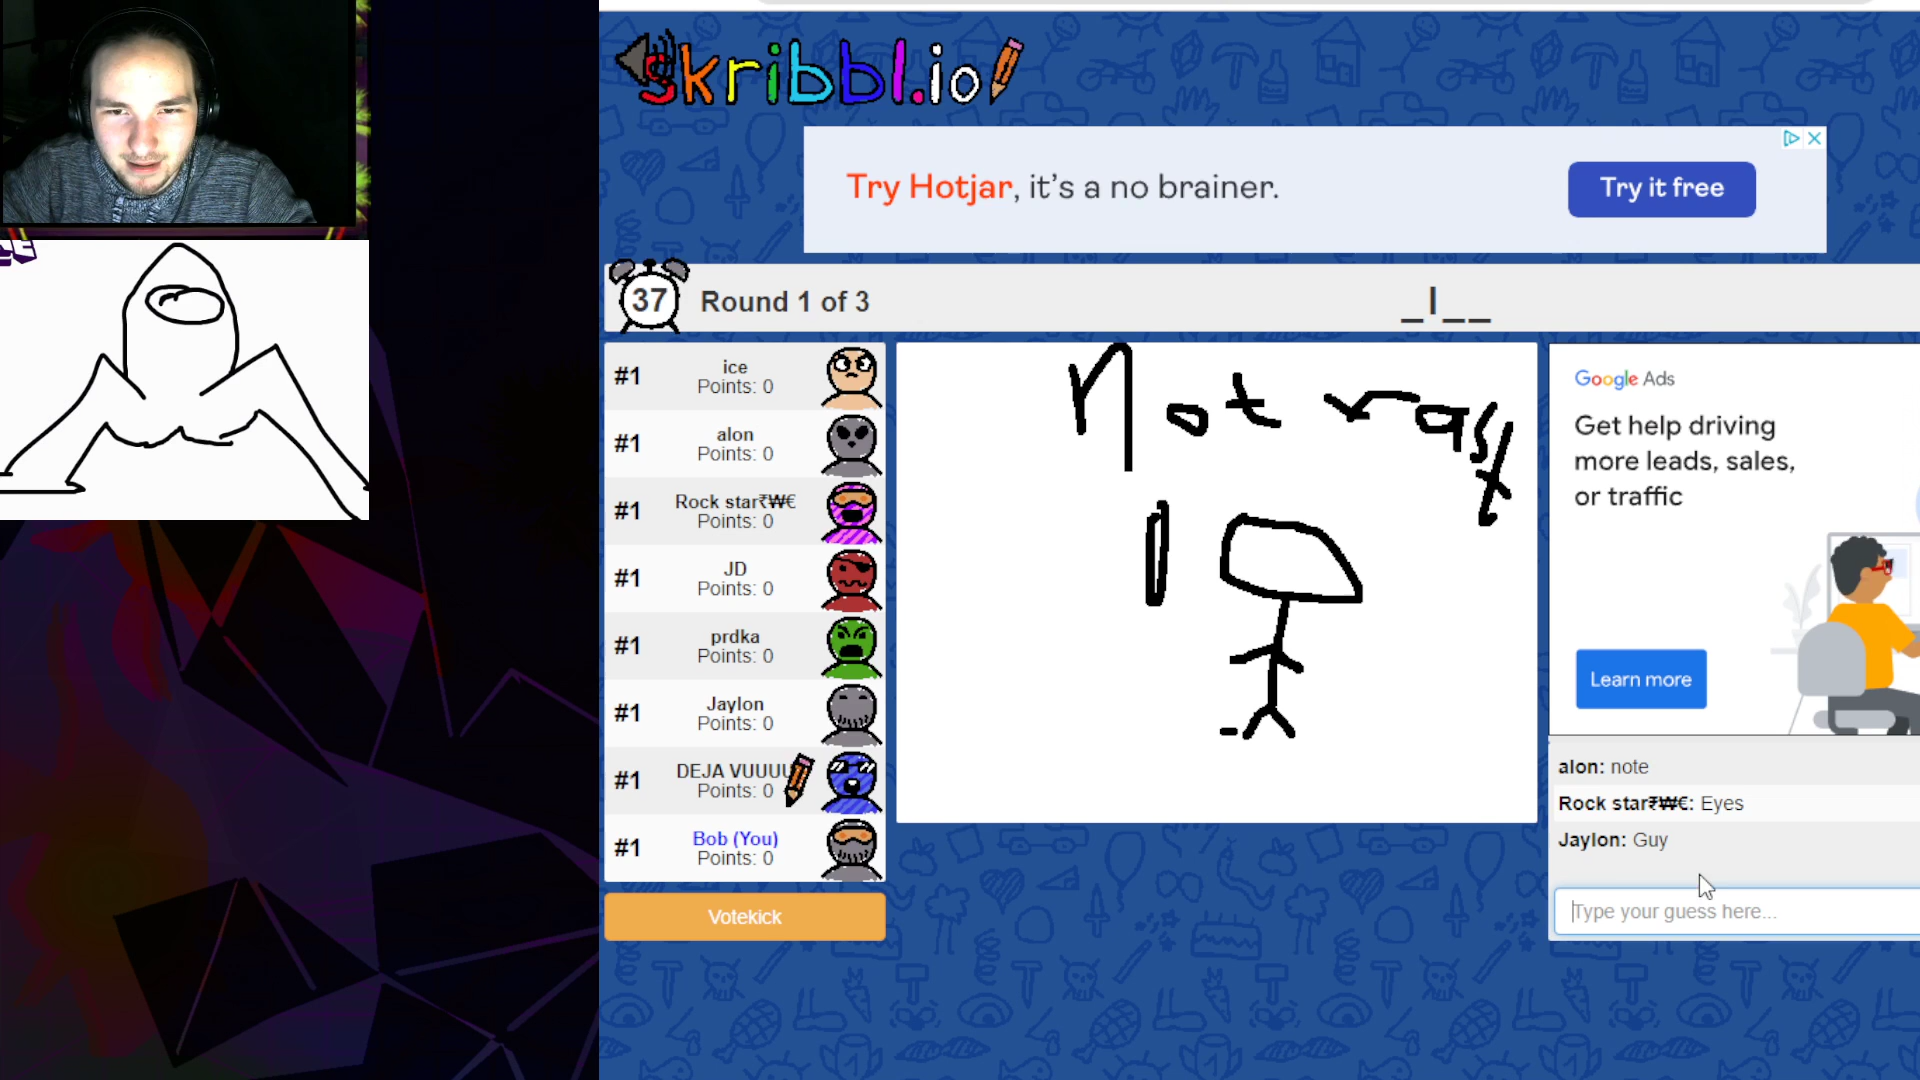 skribbl.io
Try Hotjar, it's a no brainer.
Try it free
37
Round 1 of 3
_l__
#1 ice
Points: 0
#1 alon
Points: 0
#1 Rock star₹₩€
Points: 0
#1 JD
Points: 0
#1 prdka
Points: 0
#1 Jaylon
Points: 0
#1 DEJA VUUUU
Points: 0
#1 Bob (You)
Points: 0
Votekick
Not rast
Google Ads
Get help driving
more leads, sales,
or traffic
Learn more
alon: note
Rock star₹₩€: Eyes
Jaylon: Guy
Type your guess here...